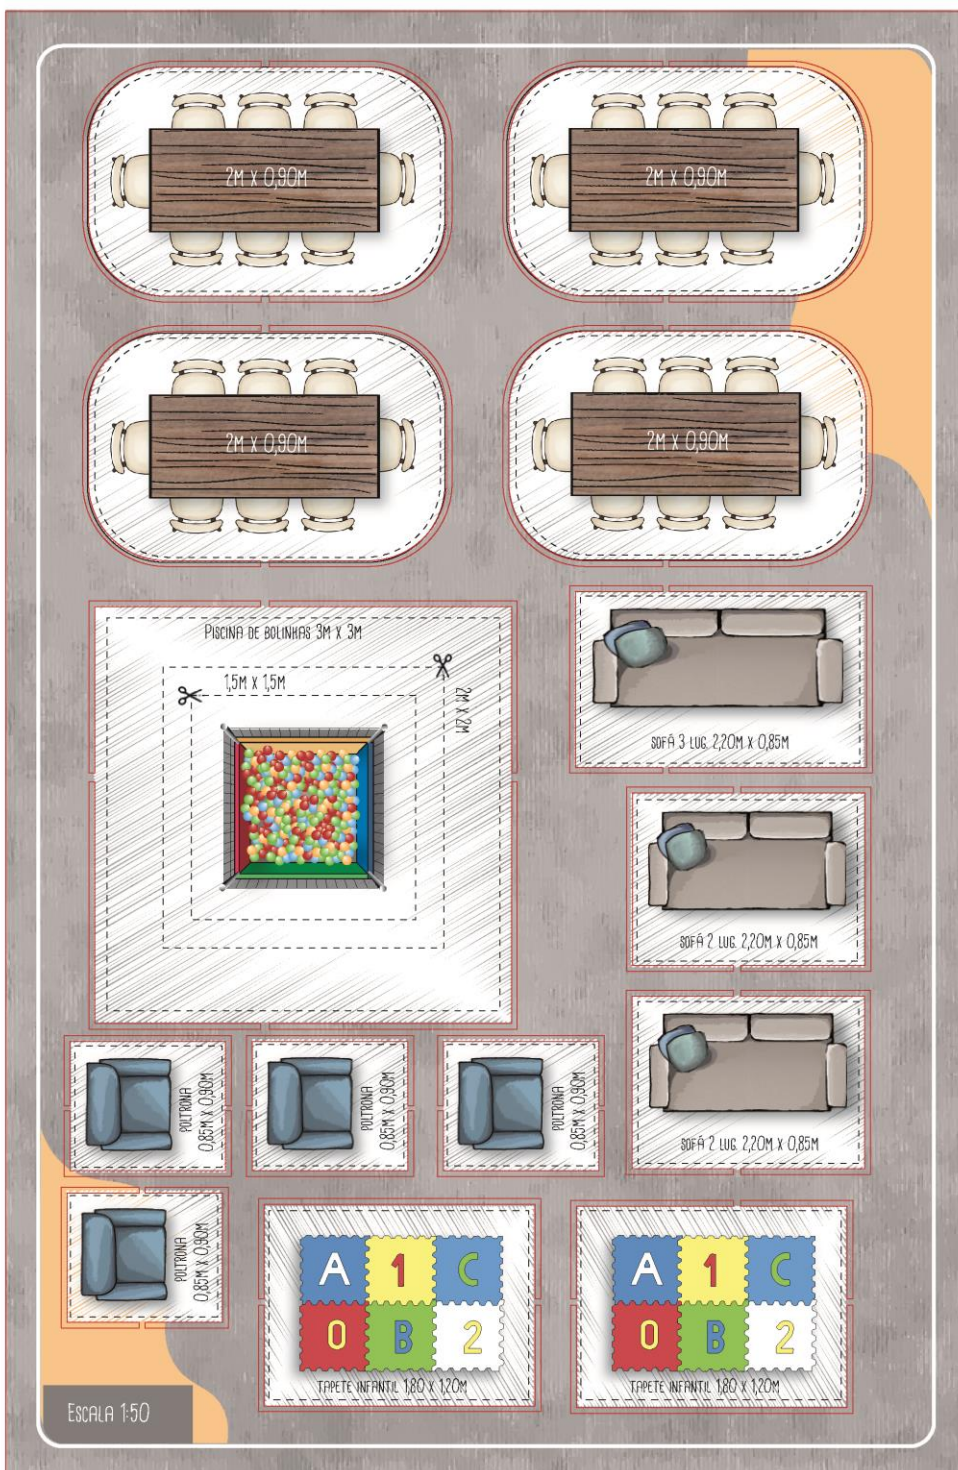 2M X 0,90M
2M X 0,90M
2M X 0,90M
2M X 0,90M
PISCINA DE BOLINHAS 3M X 3M
1,5M X 1,5M
2M X 2M
SOFÁ 3 LUG. 2,20M X 0,85M
SOFÁ 2 LUG. 2,20M X 0,85M
SOFÁ 2 LUG. 2,20M X 0,85M
POLTRONA
0,85M X 0,90M
POLTRONA
0,85M X 0,90M
POLTRONA
0,85M X 0,90M
POLTRONA
0,85M X 0,90M
A 1 C
0 B 2
TAPETE INFANTIL 1,80 X 1,20M
A 1 C
0 B 2
TAPETE INFANTIL 1,80 X 1,20M
ESCALA 1:50